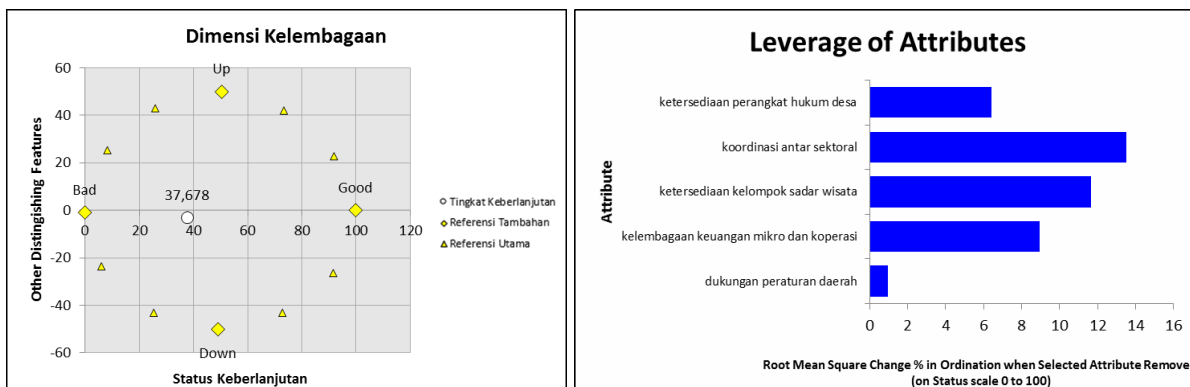 Dimensi Kelembagaan
Up
60
40
20
0
-20
-40
-60
Bad
37,678
Good
0 20 40 60 80 100 120
Down
Other Distingishing Features
Status Keberlanjutan
Tingkat Keberlanjutan
Referensi Tambahan
Referensi Utama
Leverage of Attributes
Attribute
ketersediaan perangkat hukum desa
koordinasi antar sektoral
ketersediaan kelompok sadar wisata
kelembagaan keuangan mikro dan koperasi
dukungan peraturan daerah
0 2 4 6 8 10 12 14 16
Root Mean Square Change % in Ordination when Selected Attribute Remove
(on Status scale 0 to 100)